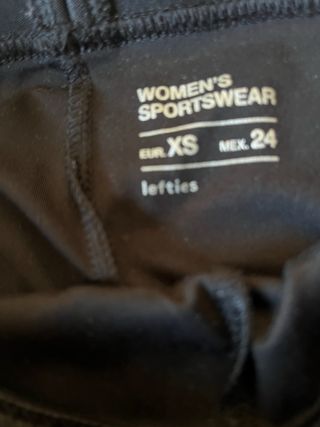 WOMEN'S
SPORTSWEAR
EUR. XS MEX. 24
lefties